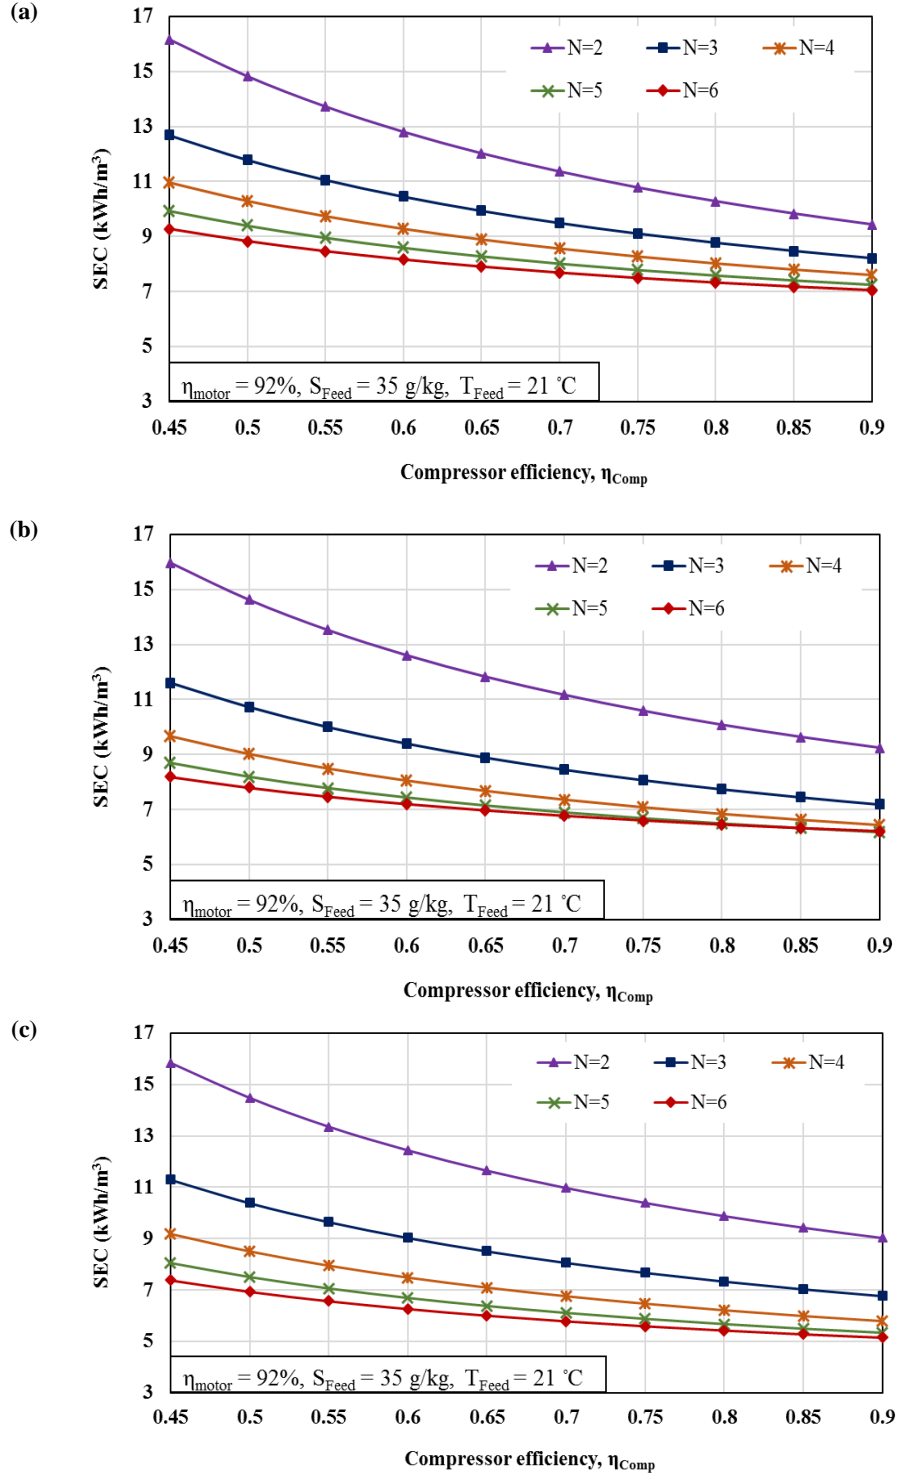 (a)
17
15
13
11
9
7
5
3
SEC (kWh/m³)
N=2 N=3 N=4
N=5 N=6
ηmotor = 92%, SFeed = 35 g/kg, TFeed = 21 ℃
0.45 0.5 0.55 0.6 0.65 0.7 0.75 0.8 0.85 0.9
Compressor efficiency, ηComp
(b)
17
15
13
11
9
7
5
3
SEC (kWh/m³)
N=2 N=3 N=4
N=5 N=6
ηmotor = 92%, SFeed = 35 g/kg, TFeed = 21 ℃
0.45 0.5 0.55 0.6 0.65 0.7 0.75 0.8 0.85 0.9
Compressor efficiency, ηComp
(c)
17
15
13
11
9
7
5
3
SEC (kWh/m³)
N=2 N=3 N=4
N=5 N=6
ηmotor = 92%, SFeed = 35 g/kg, TFeed = 21 ℃
0.45 0.5 0.55 0.6 0.65 0.7 0.75 0.8 0.85 0.9
Compressor efficiency, ηComp